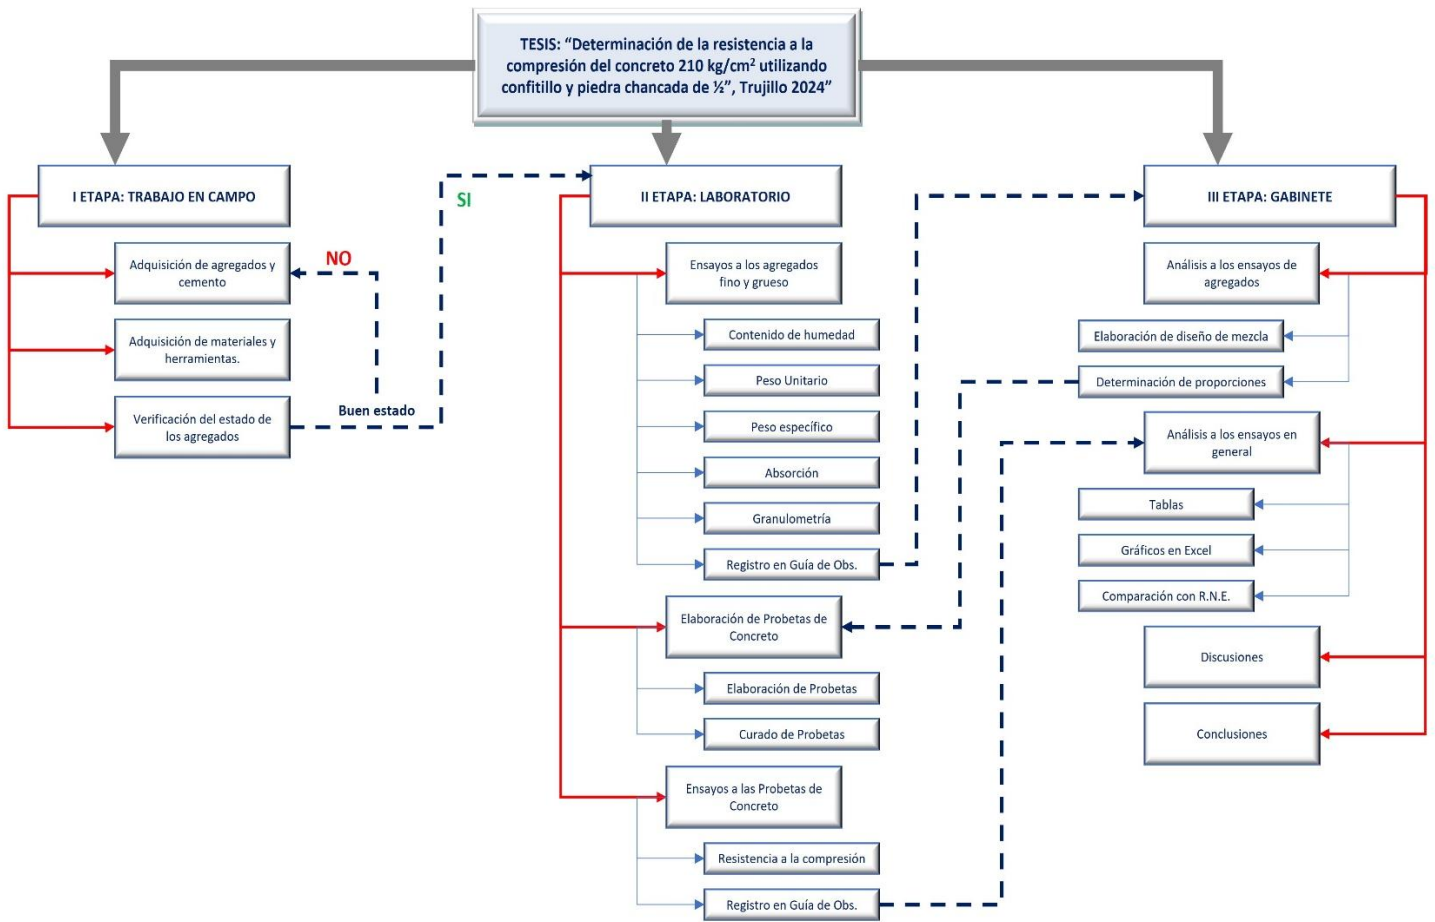 TESIS: “Determinación de la resistencia a la
compresión del concreto 210 kg/cm² utilizando
confitillo y piedra chancada de ½”, Trujillo 2024”
I ETAPA: TRABAJO EN CAMPO
Adquisición de agregados y
cemento
NO
Adquisición de materiales y
herramientas.
Verificación del estado de
los agregados
Buen estado
SI
II ETAPA: LABORATORIO
Ensayos a los agregados
fino y grueso
Contenido de humedad
Peso Unitario
Peso específico
Absorción
Granulometría
Registro en Guía de Obs.
Elaboración de Probetas de
Concreto
Elaboración de Probetas
Curado de Probetas
Ensayos a las Probetas de
Concreto
Resistencia a la compresión
Registro en Guía de Obs.
III ETAPA: GABINETE
Análisis a los ensayos de
agregados
Elaboración de diseño de mezcla
Determinación de proporciones
Análisis a los ensayos en
general
Tablas
Gráficos en Excel
Comparación con R.N.E.
Discusiones
Conclusiones